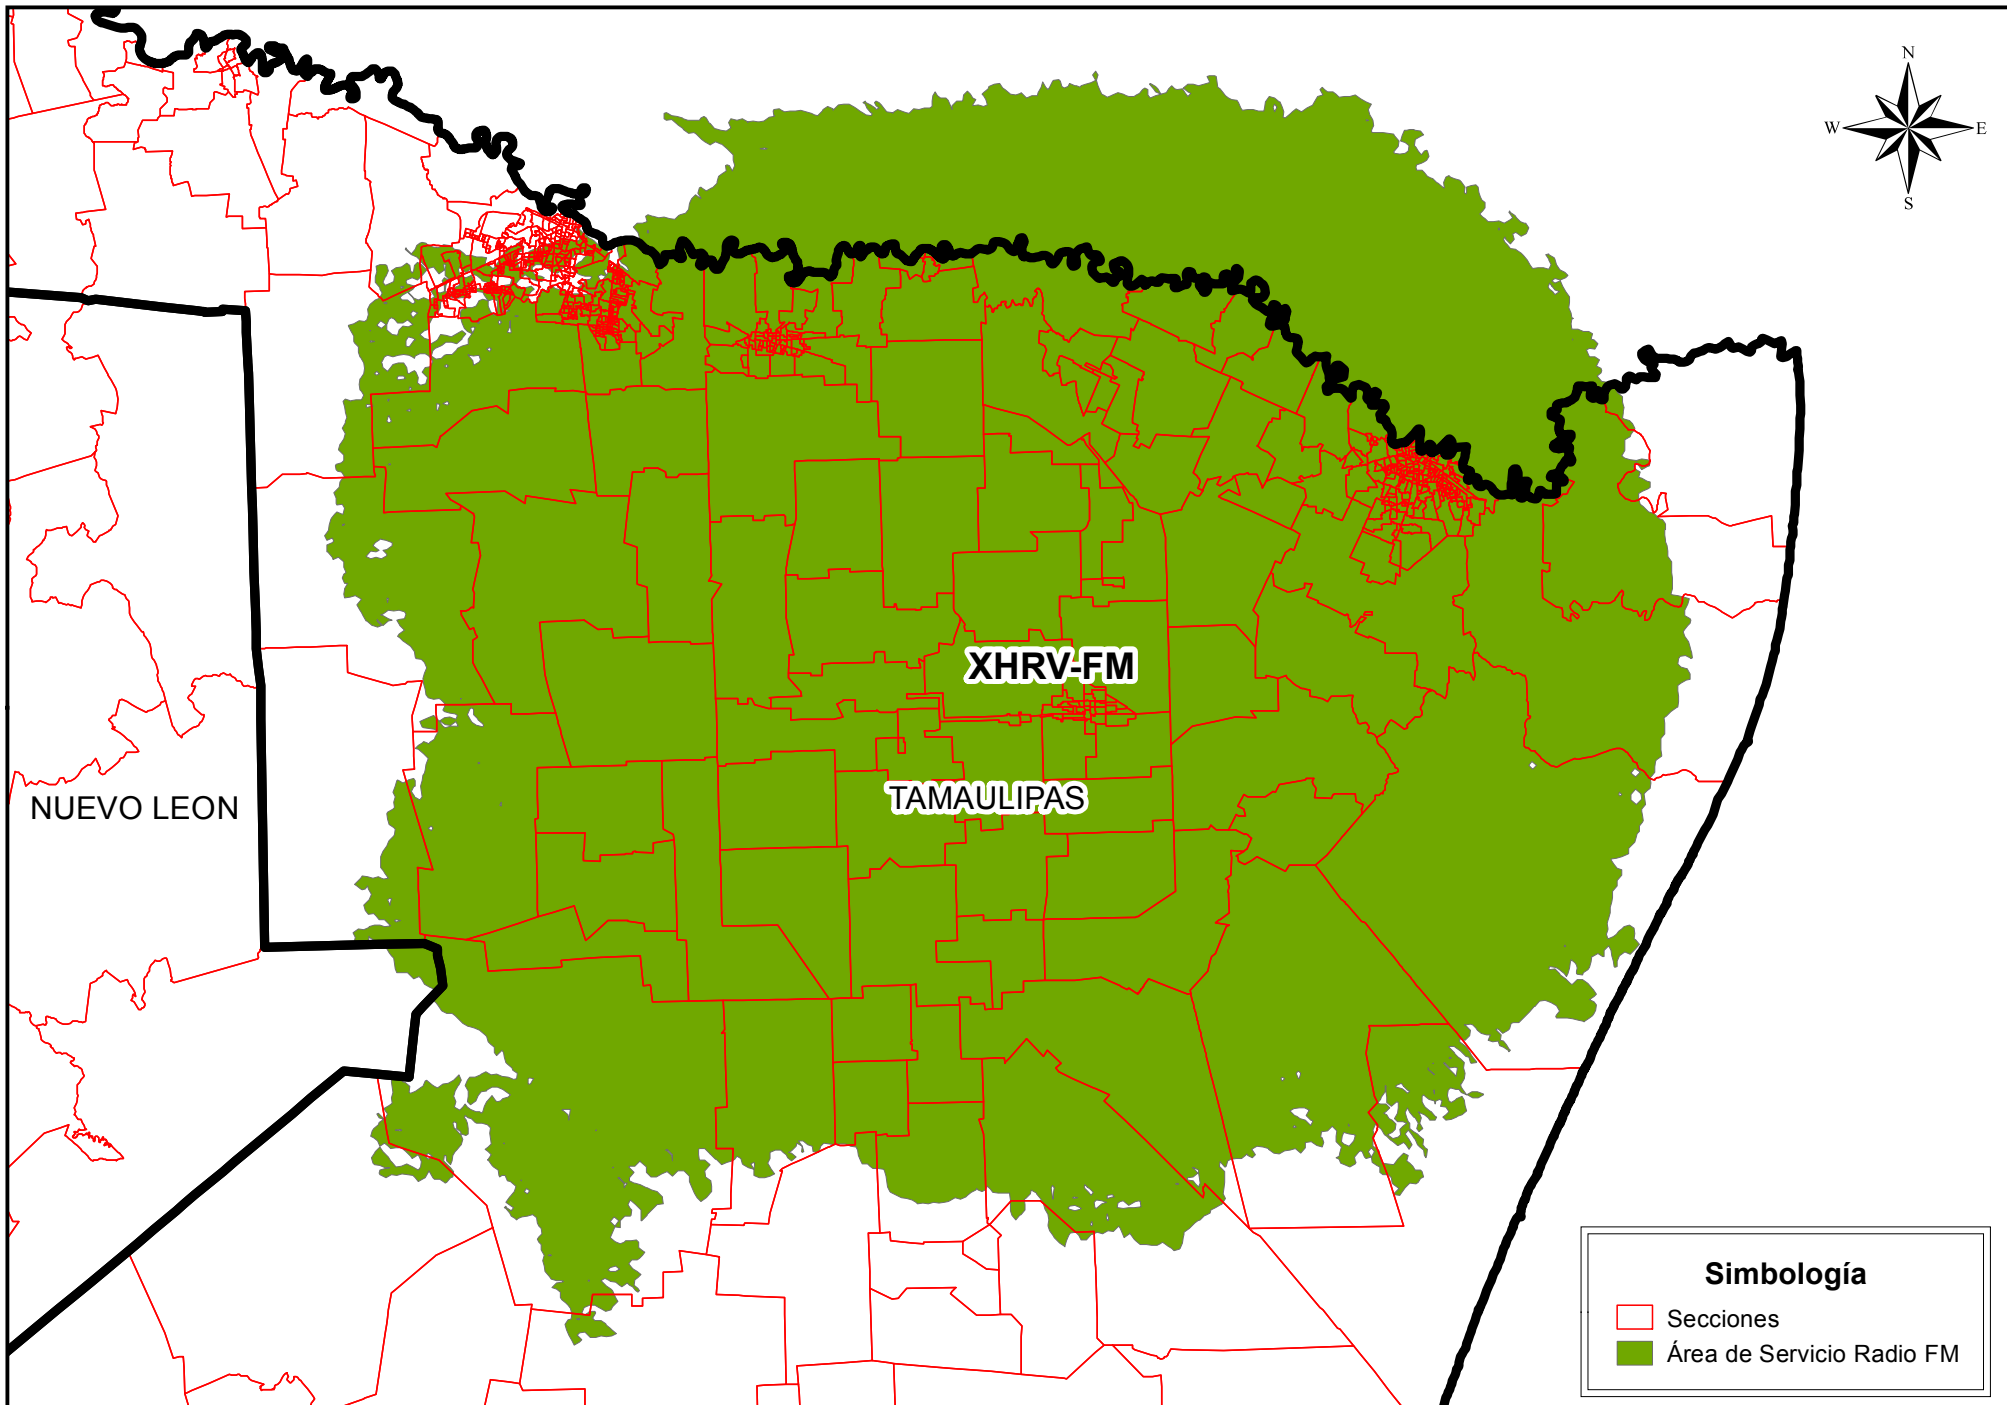 N
W
E
S
XHRV-FM
TAMAULIPAS
NUEVO LEON
Simbología
Secciones
Área de Servicio Radio FM